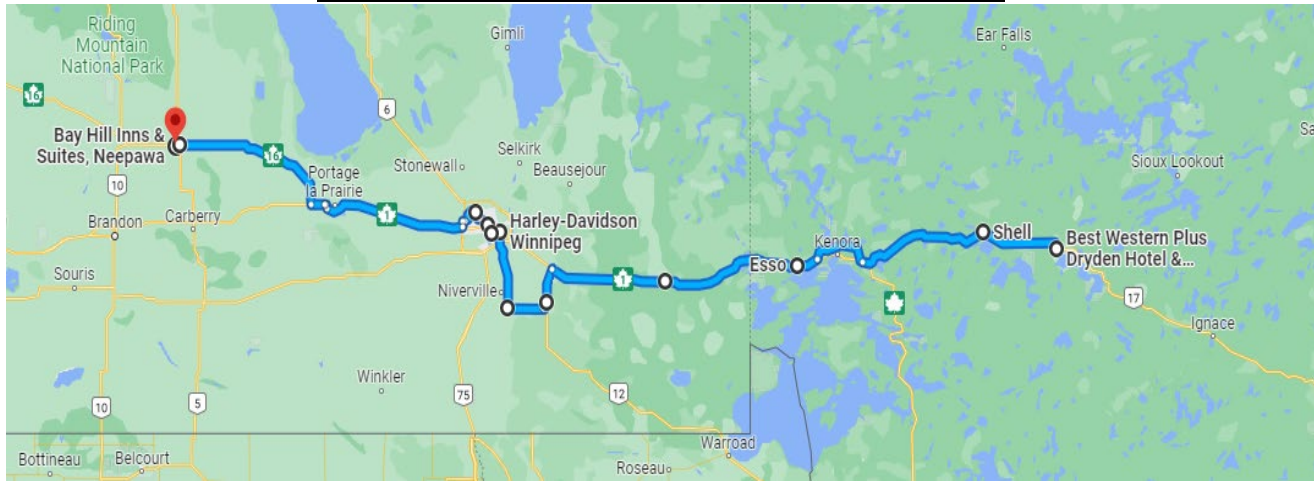 Riding
Mountain
National Park
Gimli
Ear Falls
16
6
Bay Hill Inns &
Suites, Neepawa
16
Stonewall
Selkirk
Beausejour
Sioux Lookout
Portage
la Prairie
10
1
Brandon
Carberry
Harley-Davidson
Winnipeg
Kenora
Shell
Best Western Plus
Dryden Hotel &...
Esso
Souris
Niverville
1
17
Ignace
Winkler
10
5
75
12
Warroad
Bottineau
Belcourt
Roseau